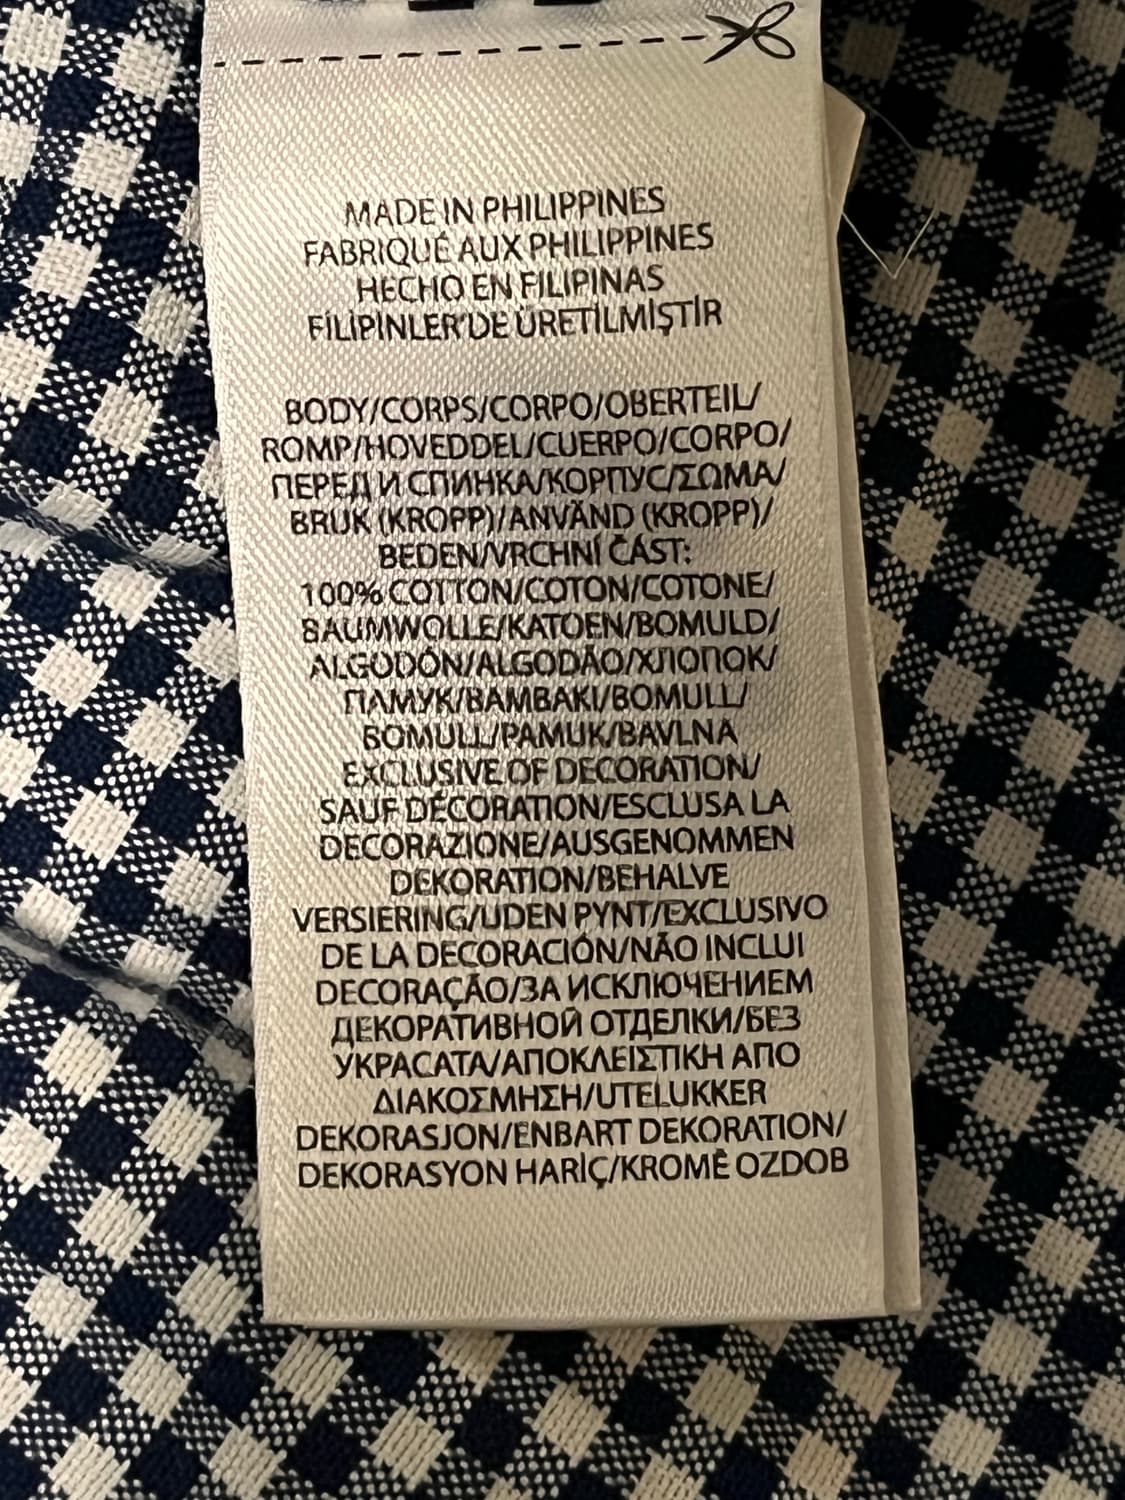 MADE IN PHILIPPINES
FABRIQUÉ AUX PHILIPPINES
HECHO EN FILIPINAS
FİLİPİNLER'DE ÜRETİLMİŞTİR
BODY/CORPS/CORPO/OBERTEIL/
ROMP/HOVEDDEL/CUERPO/CORPO/
ПЕРЕД И СПИНКА/КОРПУС/ΣΩΜΑ/
BRUK (KROPP)/ANVÄND (KROPP)/
BEDEN/VRCHNÍ ČÁST:
100% COTTON/COTON/COTONE/
BAUMWOLLE/KATOEN/BOMULD/
ALGODÓN/ALGODÃO/ХЛОПОК/
ПАМУК/ΒΑΜΒΑΚΙ/BOMULL/
BOMULL/PAMUK/BAVLNA
EXCLUSIVE OF DECORATION/
SAUF DÉCORATION/ESCLUSA LA
DECORAZIONE/AUSGENOMMEN
DEKORATION/BEHALVE
VERSIERING/UDEN PYNT/EXCLUSIVO
DE LA DECORACIÓN/NÃO INCLUI
DECORAÇÃO/ЗА ИСКЛЮЧЕНИЕМ
ДЕКОРАТИВНОЙ ОТДЕЛКИ/БЕЗ
УКРАСАТА/ΑΠΟΚΛΕΙΣΤΙΚΗ ΑΠΟ
ΔΙΑΚΟΣΜΗΣΗ/UTELUKKER
DEKORASJON/ENBART DEKORATION/
DEKORASYON HARİÇ/KROMĚ OZDOB